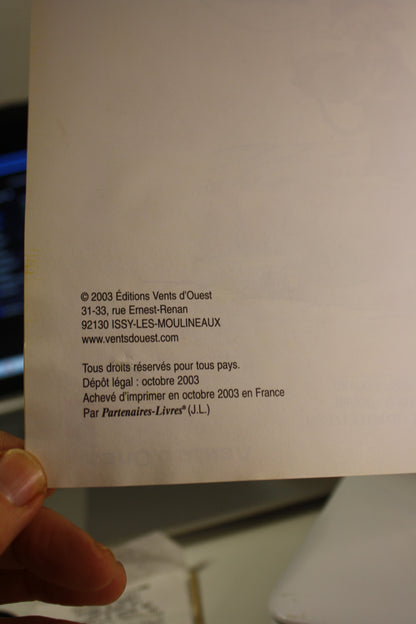 © 2003 Éditions Vents d'Ouest
31-33, rue Ernest-Renan
92130 ISSY-LES-MOULINEAUX
www.ventsdouest.com
Tous droits réservés pour tous pays.
Dépôt légal : octobre 2003
Achevé d'imprimer en octobre 2003 en France
Par Partenaires-Livres® (J.L.)